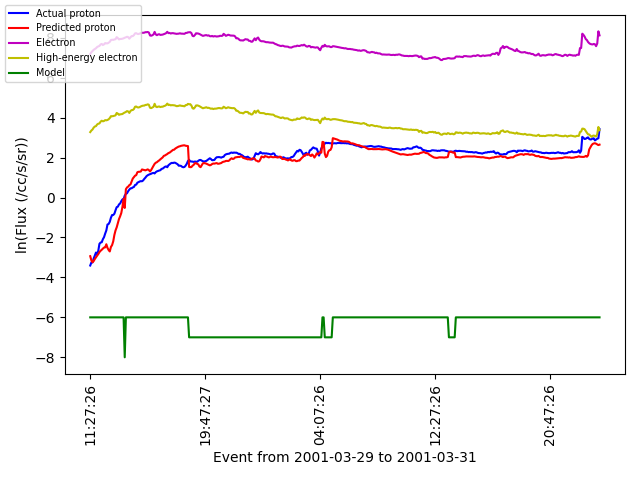 Actual proton
Predicted proton
Electron
High-energy electron
Model
8
6
4
2
0
−2
−4
−6
−8
ln(Flux (/cc/s/sr))
11:27:26
19:47:27
04:07:26
12:27:26
20:47:26
Event from 2001-03-29 to 2001-03-31